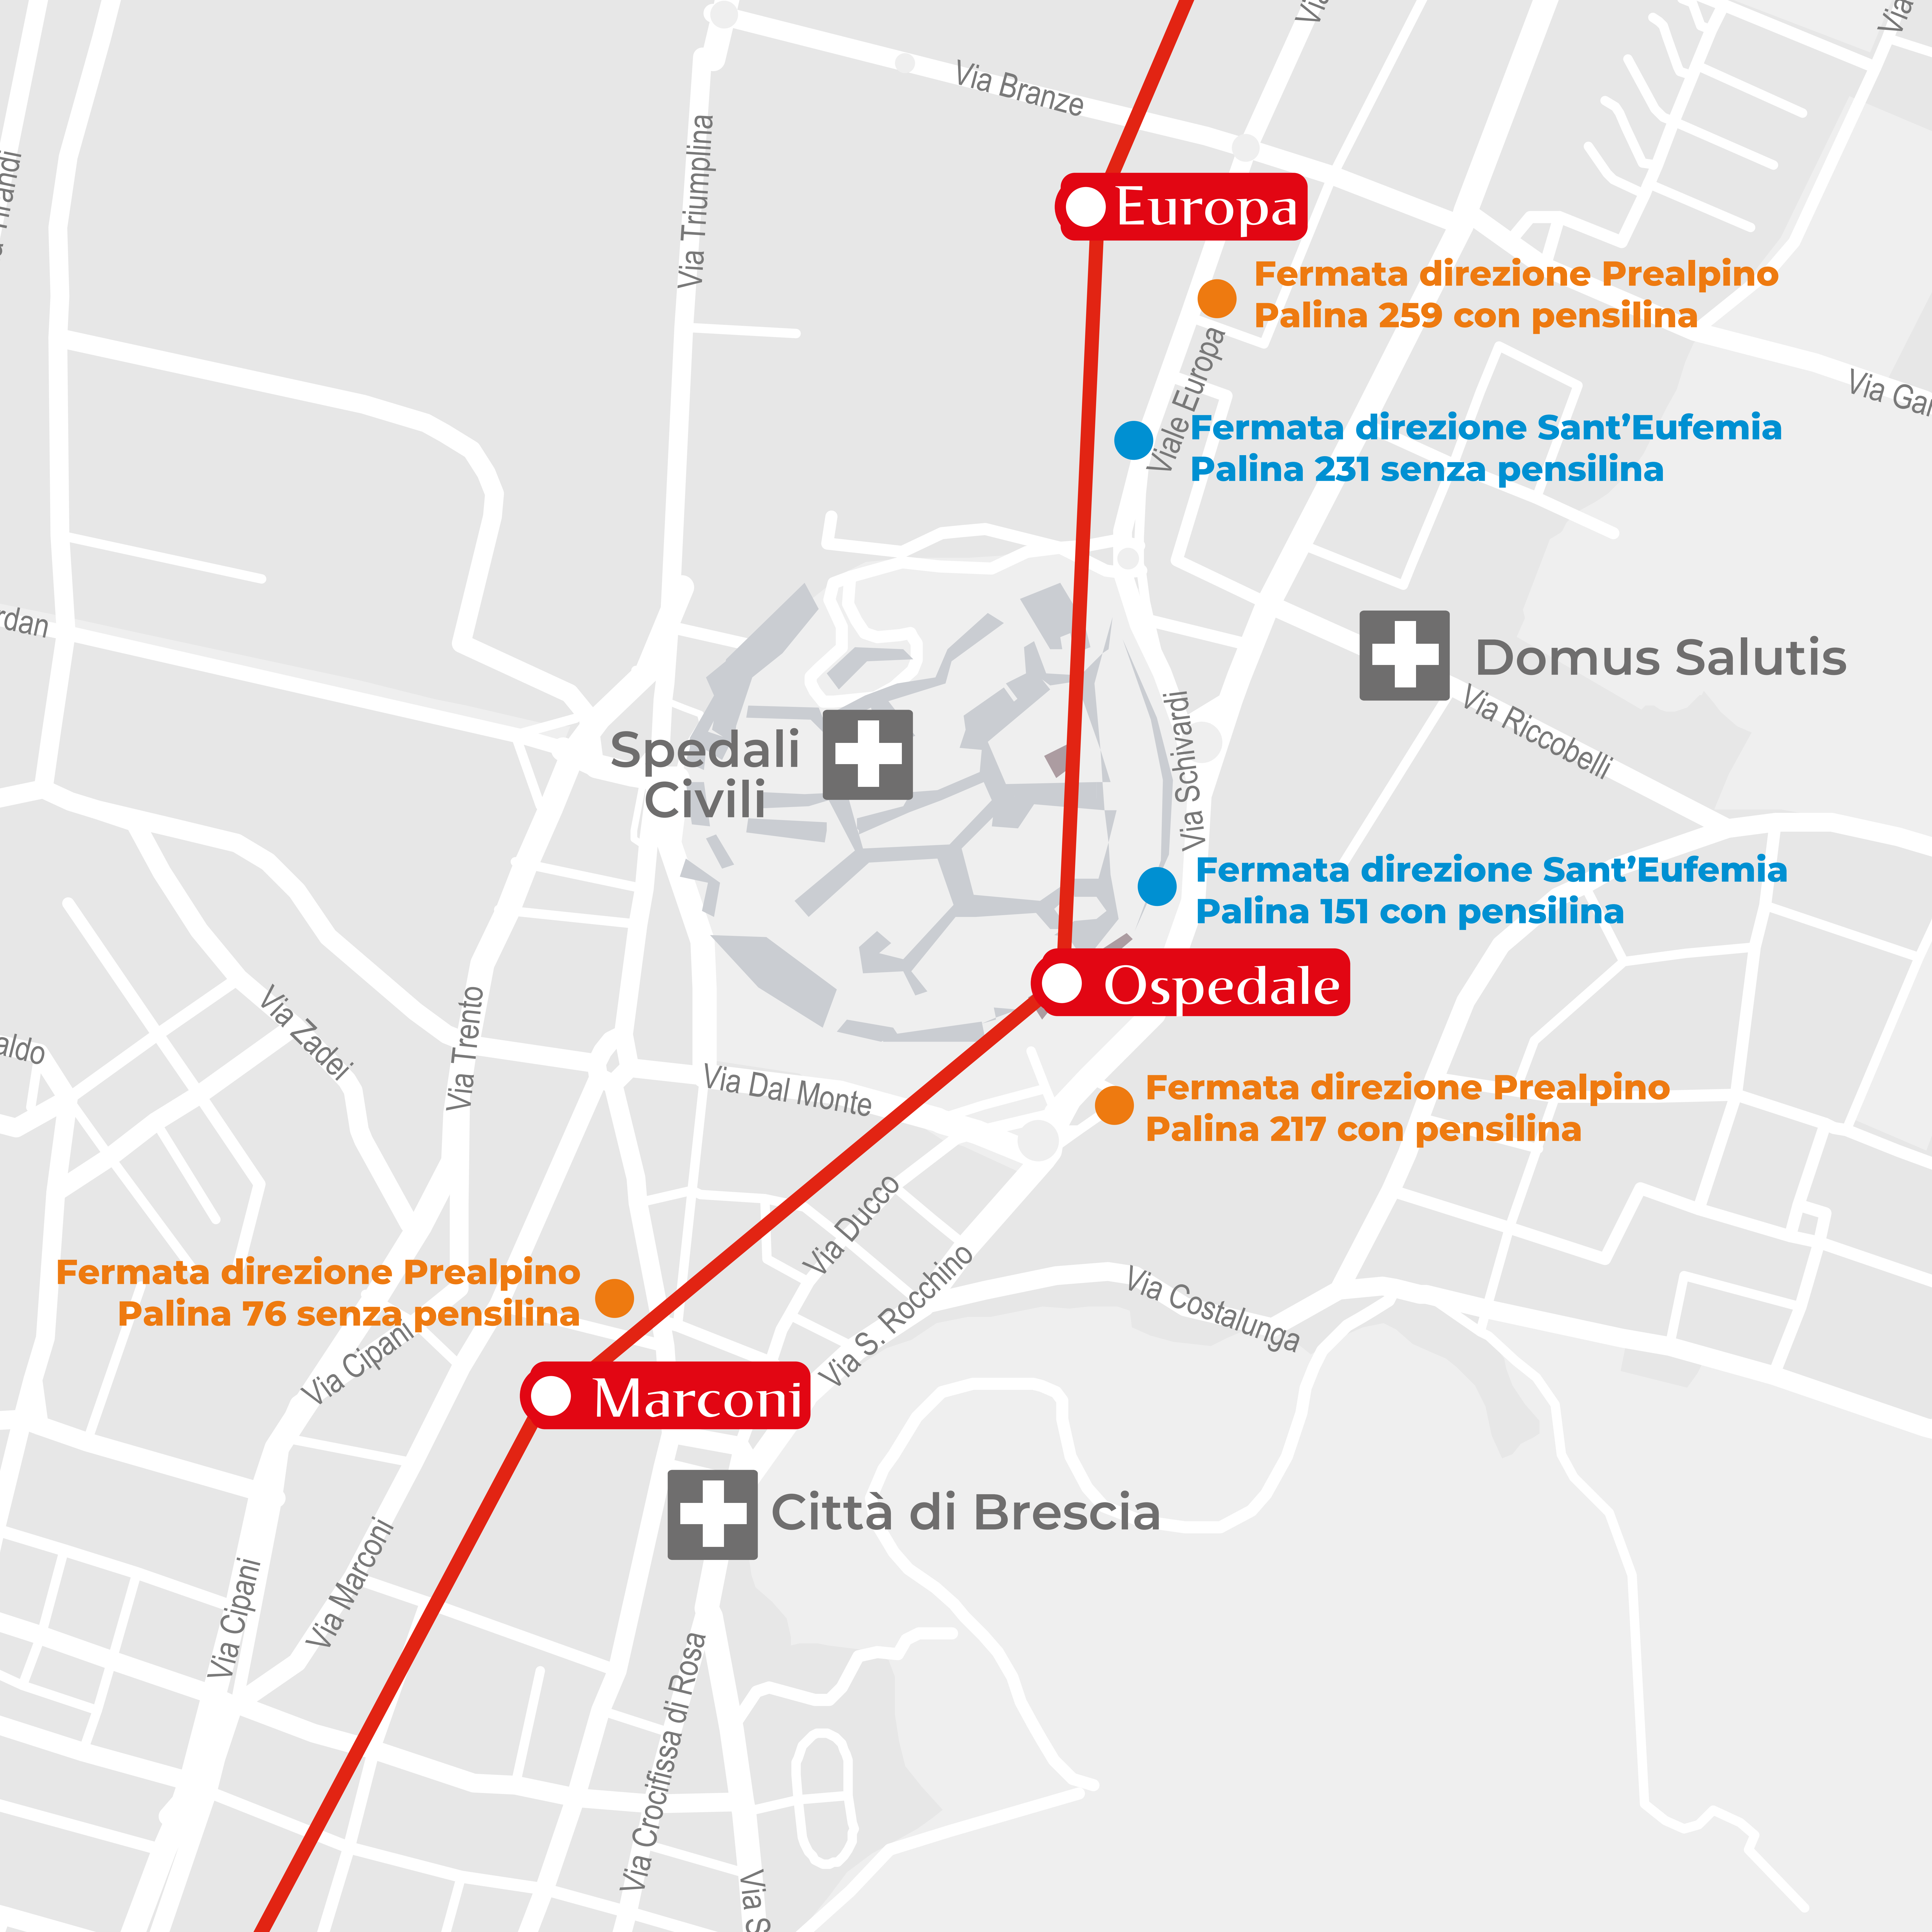 Via Branze
Via Triumplina
Europa
Fermata direzione Prealpino
Palina 259 con pensilina
Viale Europa
Via Gar
Fermata direzione Sant’Eufemia
Palina 231 senza pensilina
Domus Salutis
Via Riccobelli
Via Schivardi
Spedali
Civili
Fermata direzione Sant’Eufemia
Palina 151 con pensilina
Ospedale
Via Zadei
Via Trento
Via Dal Monte
Fermata direzione Prealpino
Palina 217 con pensilina
Via Ducco
Via S. Rocchino
Via Costalunga
Fermata direzione Prealpino
Palina 76 senza pensilina
Via Cipani
Marconi
Città di Brescia
Via Cipani
Via Marconi
Via Crocifissa di Rosa
Via S